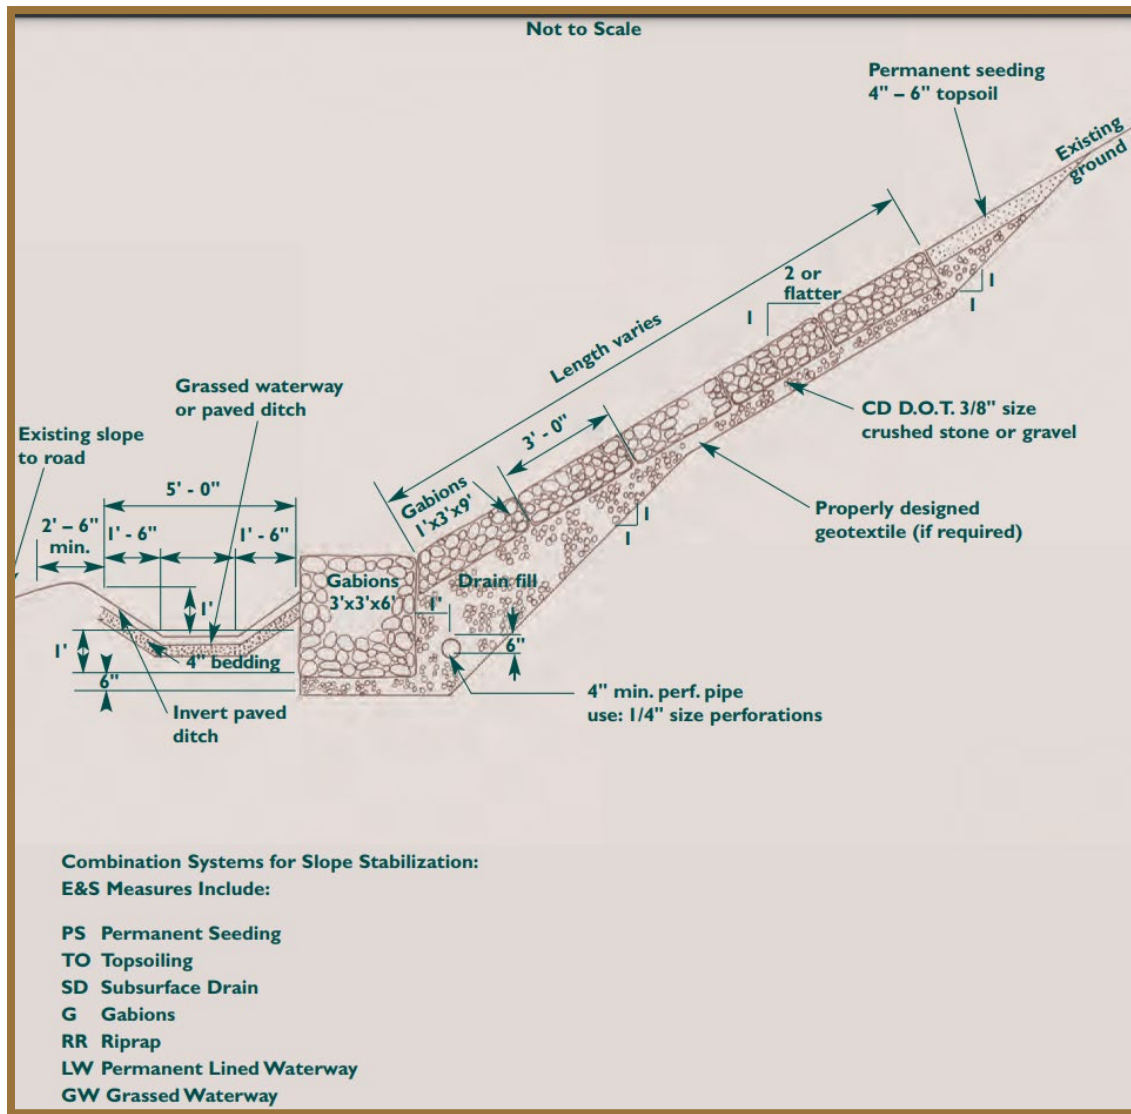 Not to Scale
Permanent seeding
4" – 6" topsoil
Existing
ground
2 or
flatter
1
1
1
Length varies
Grassed waterway
or paved ditch
CD D.O.T. 3/8" size
crushed stone or gravel
3' - 0"
Existing slope
to road
Gabions
1'x3'x9'
5' - 0"
Properly designed
geotextile (if required)
1
1
2' – 6"
min.
1' - 6"
1' - 6"
Gabions
3'x3'x6'
Drain fill
1'
1"
1'
6"
4" bedding
6"
4" min. perf. pipe
use: 1/4" size perforations
Invert paved
ditch
Combination Systems for Slope Stabilization:
E&S Measures Include:
PS Permanent Seeding
TO Topsoiling
SD Subsurface Drain
G Gabions
RR Riprap
LW Permanent Lined Waterway
GW Grassed Waterway